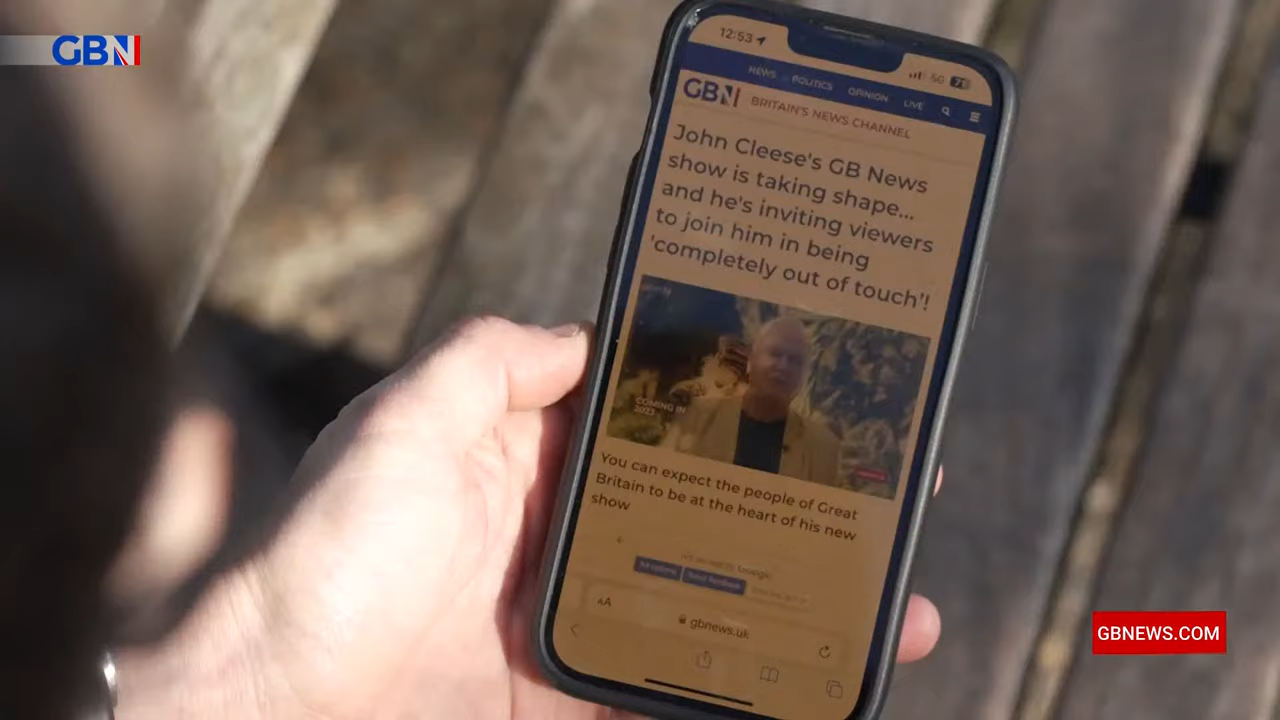 GBN
12:53
5G
NEWS POLITICS OPINION LIVE
GBN BRITAIN'S NEWS CHANNEL
John Cleese's GB News
show is taking shape...
and he's inviting viewers
to join him in being
'completely out of touch'!
COMING IN
2023
You can expect the people of Great
Britain to be at the heart of his new
show
AA
gbnews.uk
GBNEWS.COM